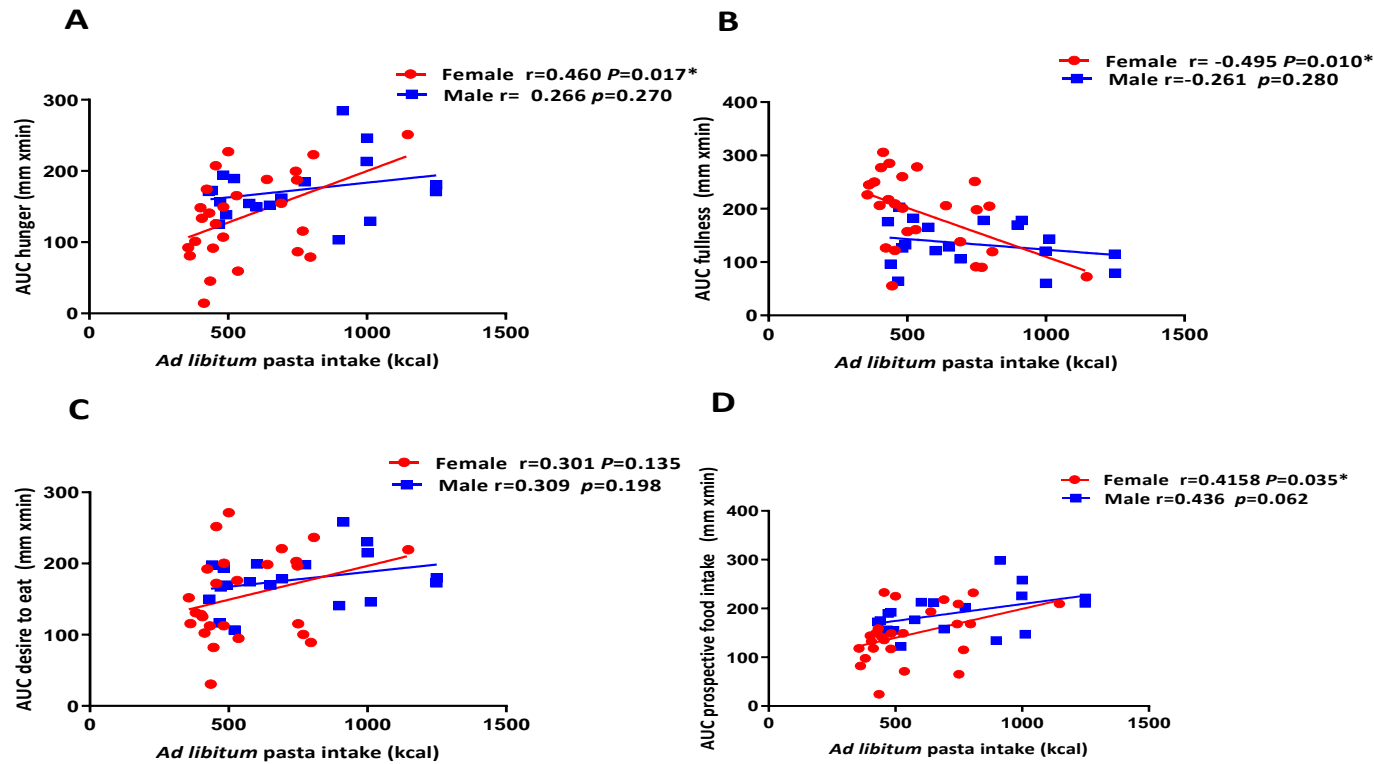 A
Female r=0.460 P=0.017*
Male r= 0.266 p=0.270
300
200
100
0
AUC hunger (mm xmin)
0 500 1000 1500
Ad libitum pasta intake (kcal)
B
Female r= -0.495 P=0.010*
Male r=-0.261 p=0.280
400
300
200
100
0
AUC fullness (mm xmin)
0 500 1000 1500
Ad libitum pasta intake (kcal)
C
Female r=0.301 P=0.135
Male r=0.309 p=0.198
300
200
100
0
AUC desire to eat (mm xmin)
0 500 1000 1500
Ad libitum pasta intake (kcal)
D
Female r=0.4158 P=0.035*
Male r=0.436 p=0.062
400
300
200
100
0
AUC prospective food intake (mm xmin)
0 500 1000 1500
Ad libitum pasta intake (kcal)